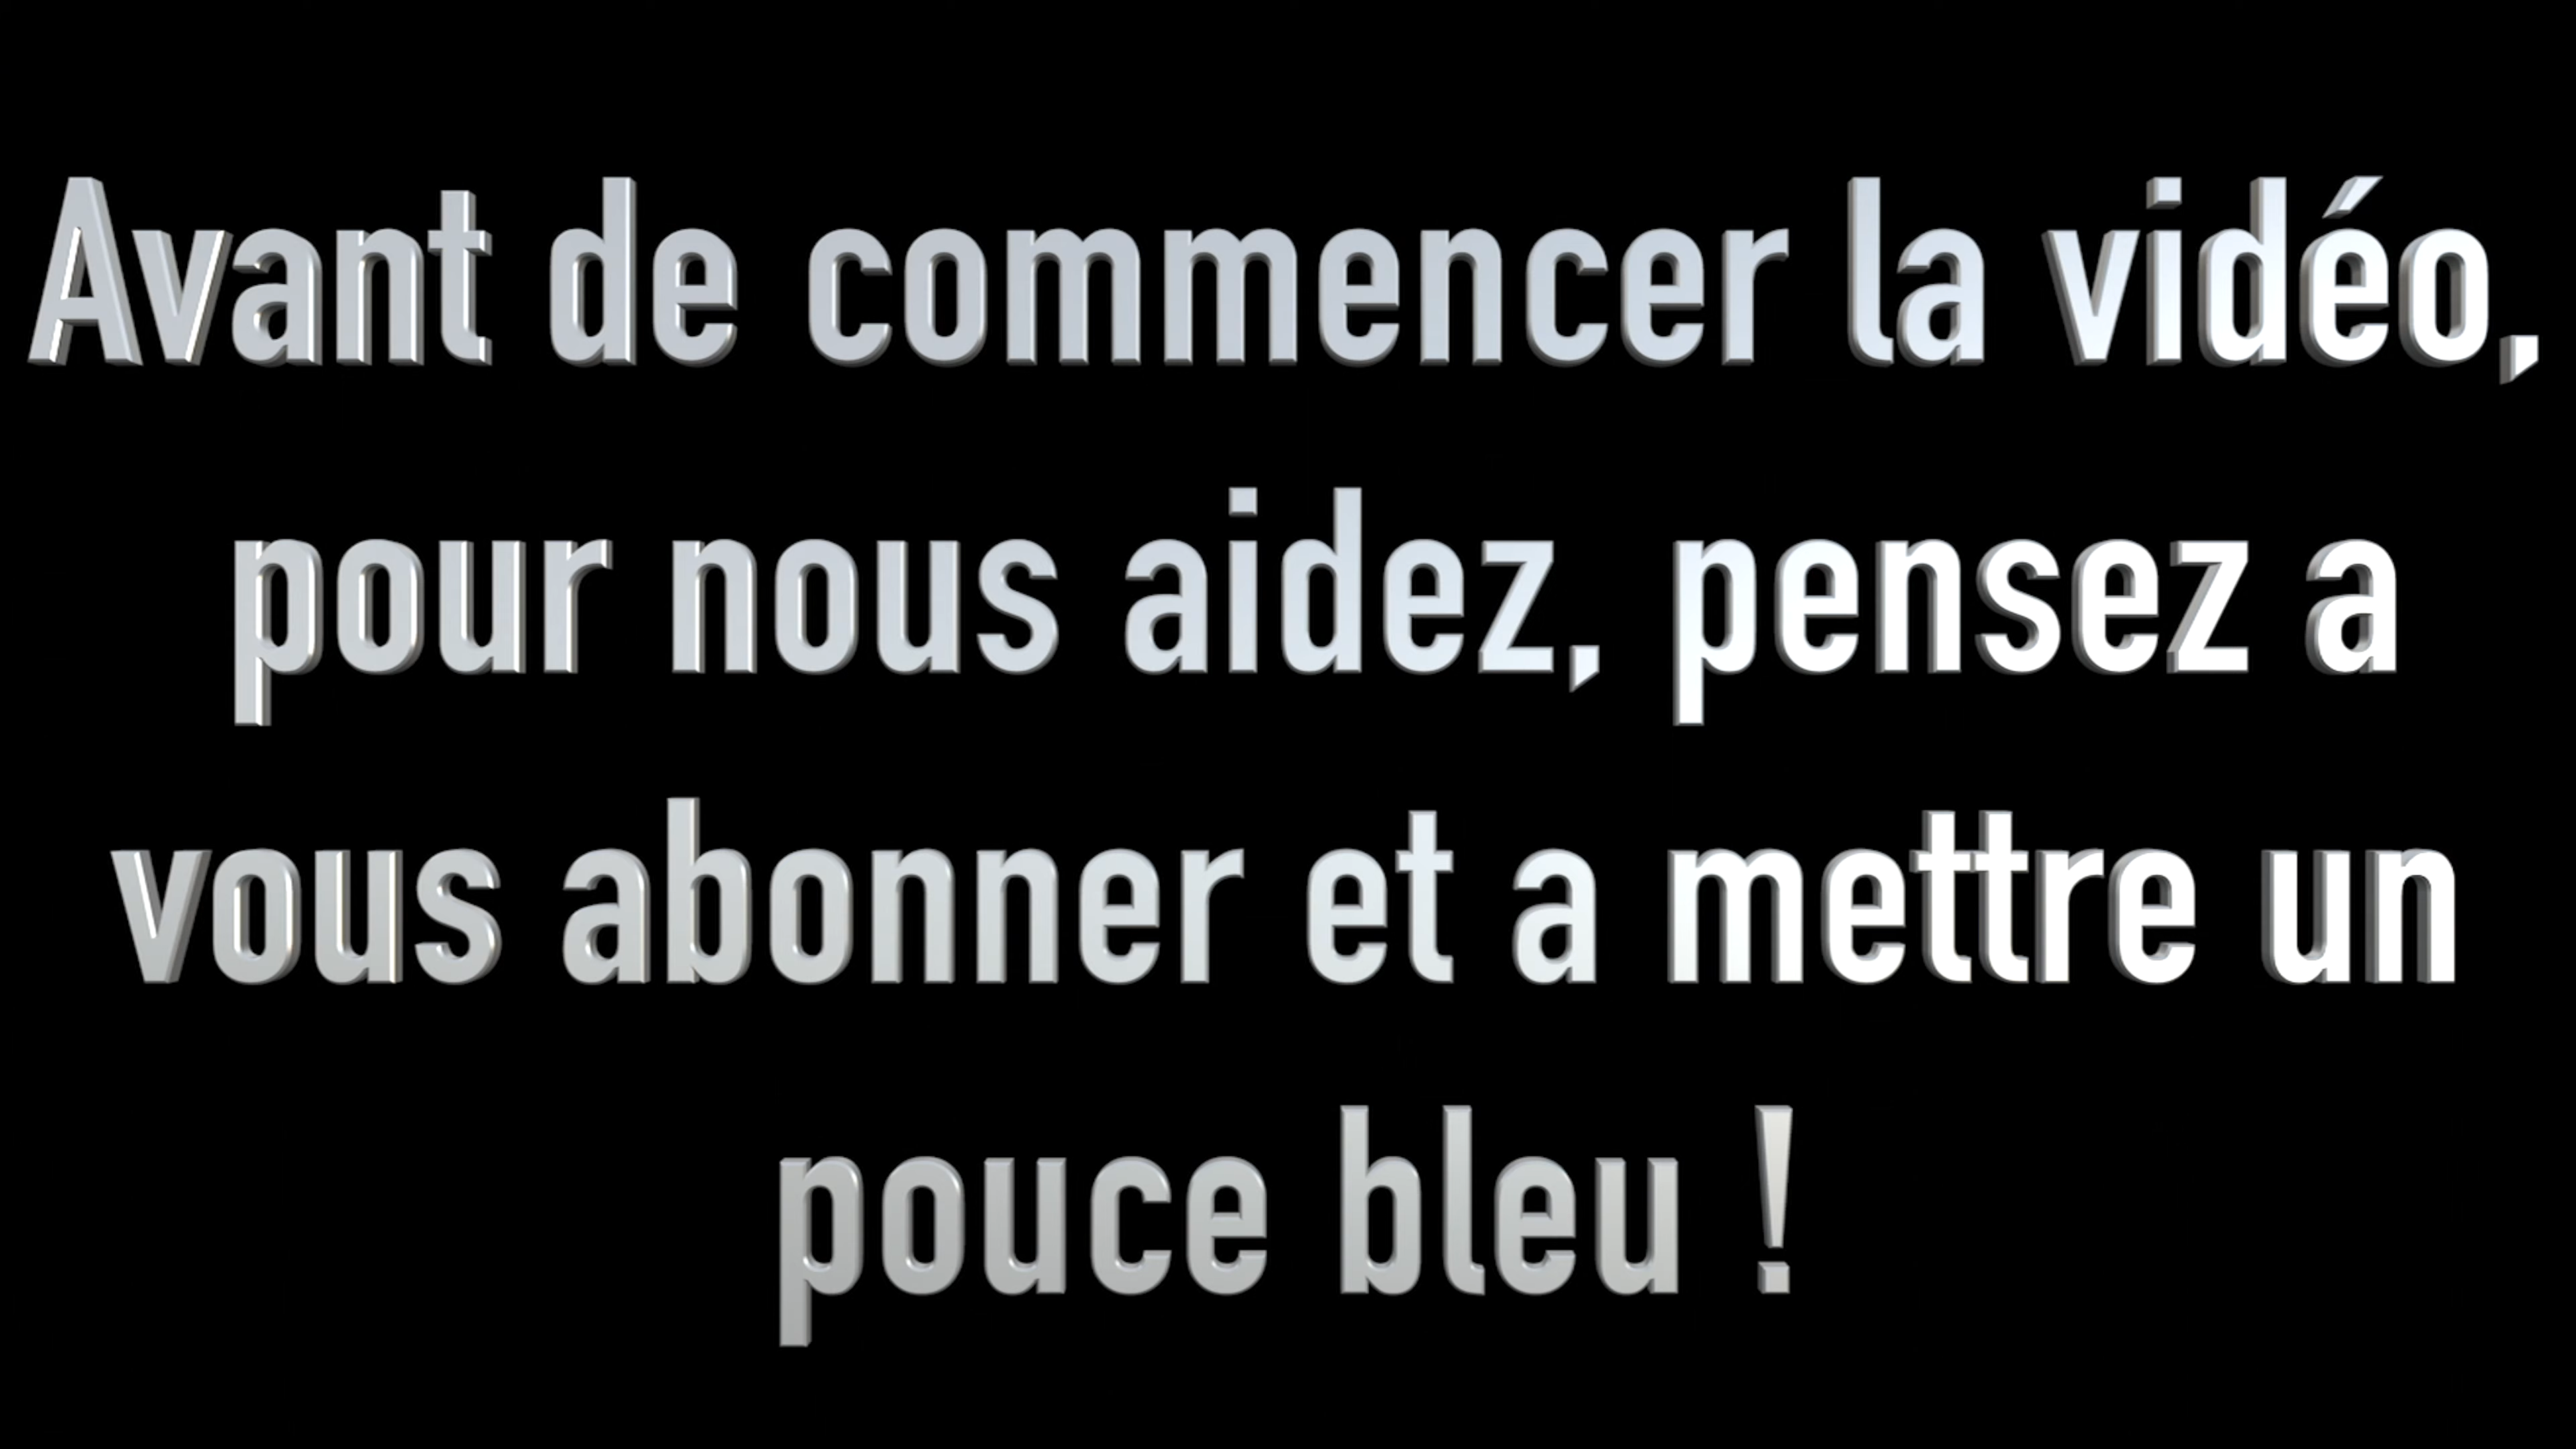 Avant de commencer la vidéo,
pour nous aidez, pensez a
vous abonner et a mettre un
pouce bleu !